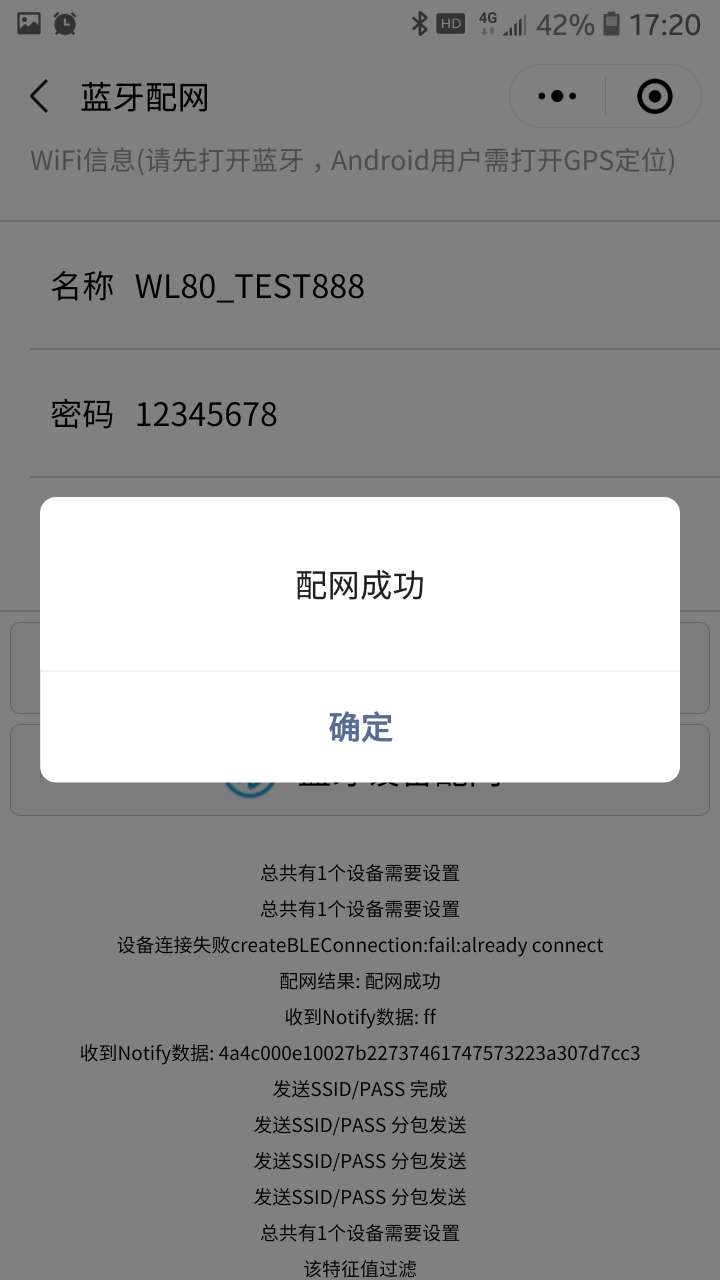 HD 4G 42% 17:20
蓝牙配网
WiFi信息(请先打开蓝牙，Android用户需打开GPS定位)
名称 WL80_TEST888
密码 12345678
配网成功
确定
总共有1个设备需要设置
总共有1个设备需要设置
设备连接失败createBLEConnection:fail:already connect
配网结果: 配网成功
收到Notify数据: ff
收到Notify数据: 4a4c000e10027b22737461747573223a307d7cc3
发送SSID/PASS 完成
发送SSID/PASS 分包发送
发送SSID/PASS 分包发送
发送SSID/PASS 分包发送
总共有1个设备需要设置
该特征值过滤